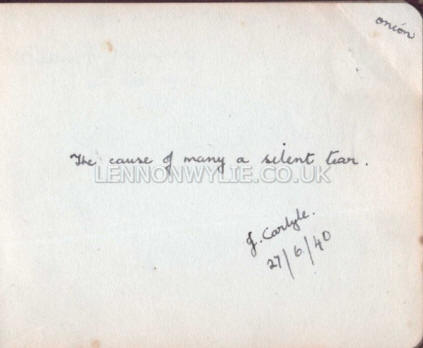 onion
The cause of many a silent tear.
LENNONWYLIE.CO.UK
J. Carlyle.
27/6/40